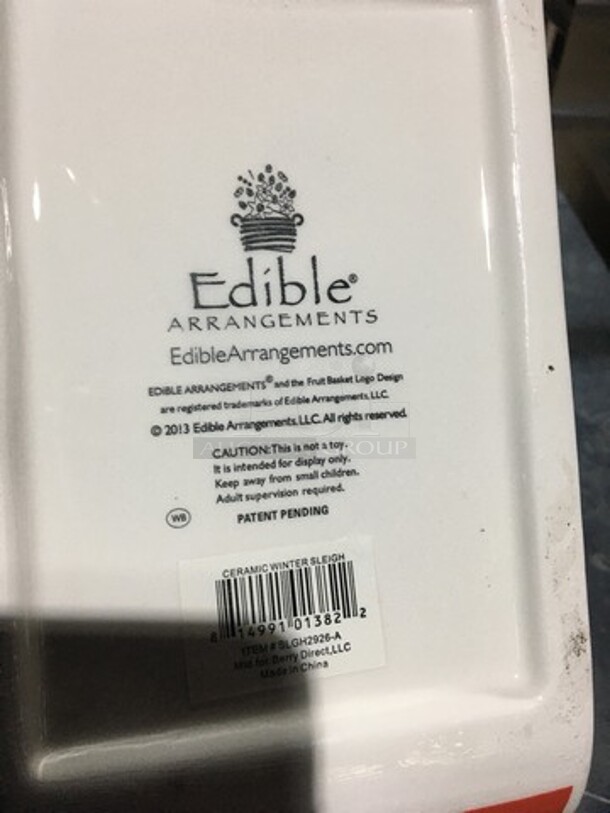 Edible®
ARRANGEMENTS
EdibleArrangements.com
EDIBLE ARRANGEMENTS® and the Fruit Basket Logo Design
are registered trademarks of Edible Arrangements, LLC.
© 2013 Edible Arrangements, LLC. All rights reserved.
CAUTION: This is not a toy.
It is intended for display only.
Keep away from small children.
Adult supervision required.
WB
PATENT PENDING
CERAMIC WINTER SLEIGH
8 14991 01382 2
ITEM # SLGH2926-A
Mfd for Berry Direct, LLC
Made in China